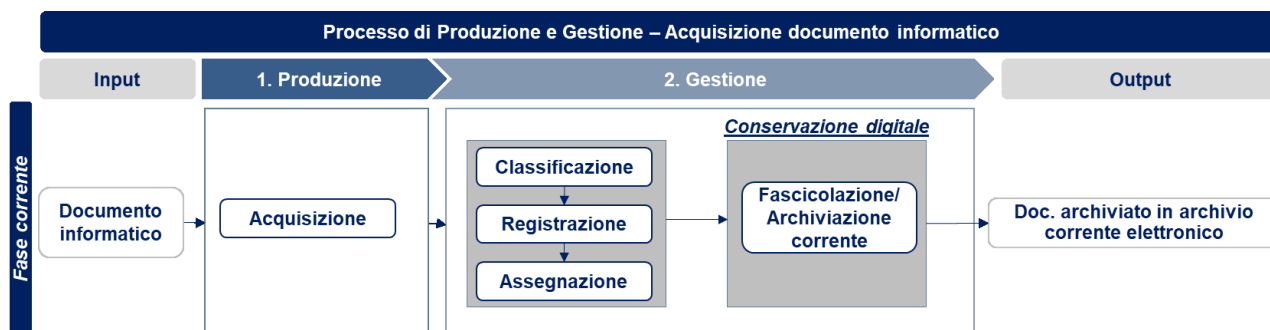 Processo di Produzione e Gestione – Acquisizione documento informatico
Input
1. Produzione
2. Gestione
Output
Fase corrente
Documento
informatico
Acquisizione
Classificazione
Registrazione
Assegnazione
Conservazione digitale
Fascicolazione/
Archiviazione
corrente
Doc. archiviato in archivio
corrente elettronico